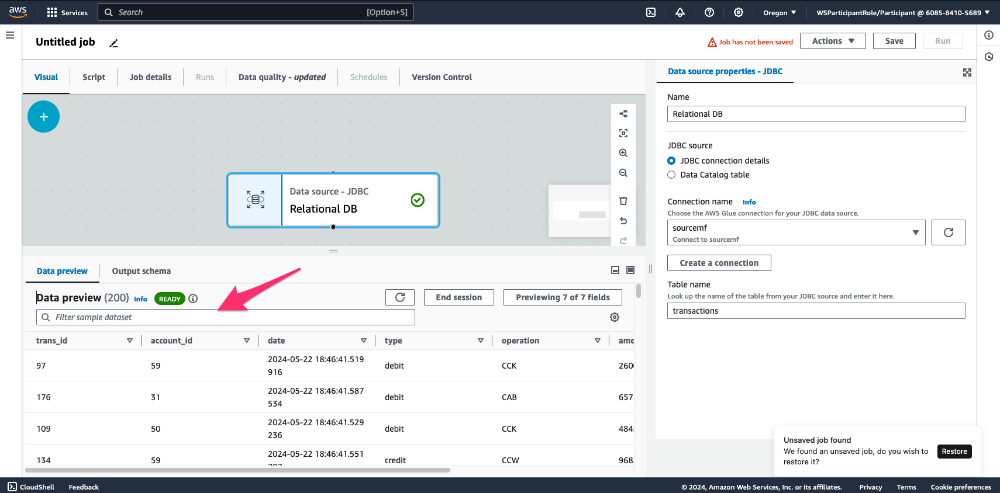 aws
Services
Search
[Option+S]
Oregon
WSParticipantRole/Participant @ 6085-8410-5689
Untitled job
Job has not been saved
Actions
Save
Run
Visual
Script
Job details
Runs
Data quality - updated
Schedules
Version Control
Data source properties - JDBC
Name
Relational DB
JDBC source
JDBC connection details
Data Catalog table
Connection name
Info
Choose the AWS Glue connection for your JDBC data source.
sourcemf
Connect to sourcemf
Create a connection
Table name
Look up the name of the table from your JDBC source and enter it here.
transactions
Data source - JDBC
Relational DB
Data preview
Output schema
Data preview (200)
Info
READY
End session
Previewing 7 of 7 fields
Filter sample dataset
trans_id
account_id
date
type
operation
97
59
2024-05-22 18:46:41.519
916
debit
CCK
176
31
2024-05-22 18:46:41.587
534
debit
CAB
657
109
50
2024-05-22 18:46:41.529
236
debit
CCK
134
59
2024-05-22 18:46:41.551
credit
CCW
Unsaved job found
We found an unsaved job, do you wish to
restore it?
Restore
CloudShell
Feedback
© 2024, Amazon Web Services, Inc. or its affiliates.
Privacy
Terms
Cookie preferences